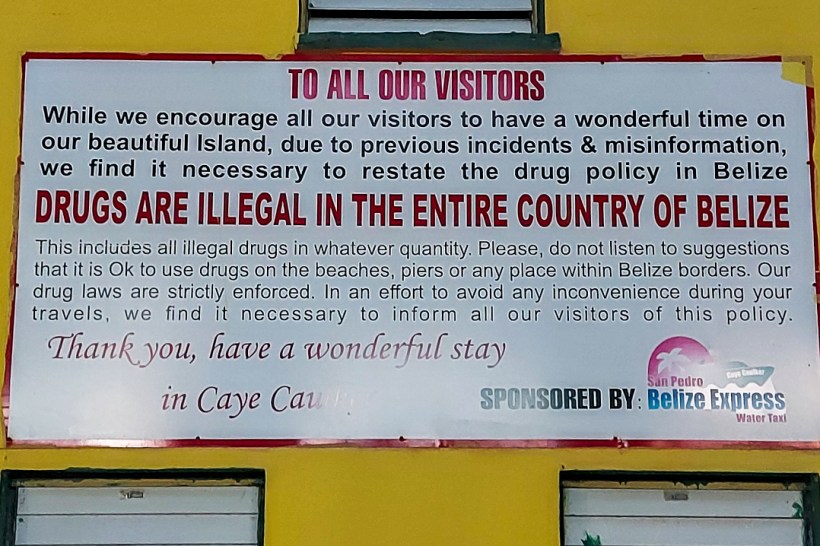 TO ALL OUR VISITORS
While we encourage all our visitors to have a wonderful time on
our beautiful Island, due to previous incidents & misinformation,
we find it necessary to restate the drug policy in Belize
DRUGS ARE ILLEGAL IN THE ENTIRE COUNTRY OF BELIZE
This includes all illegal drugs in whatever quantity. Please, do not listen to suggestions
that it is Ok to use drugs on the beaches, piers or any place within Belize borders. Our
drug laws are strictly enforced. In an effort to avoid any inconvenience during your
travels, we find it necessary to inform all our visitors of this policy.
Thank you, have a wonderful stay
in Caye Cau
SPONSORED BY:
San Pedro
Caye Caulker
Belize Express
Water Taxi